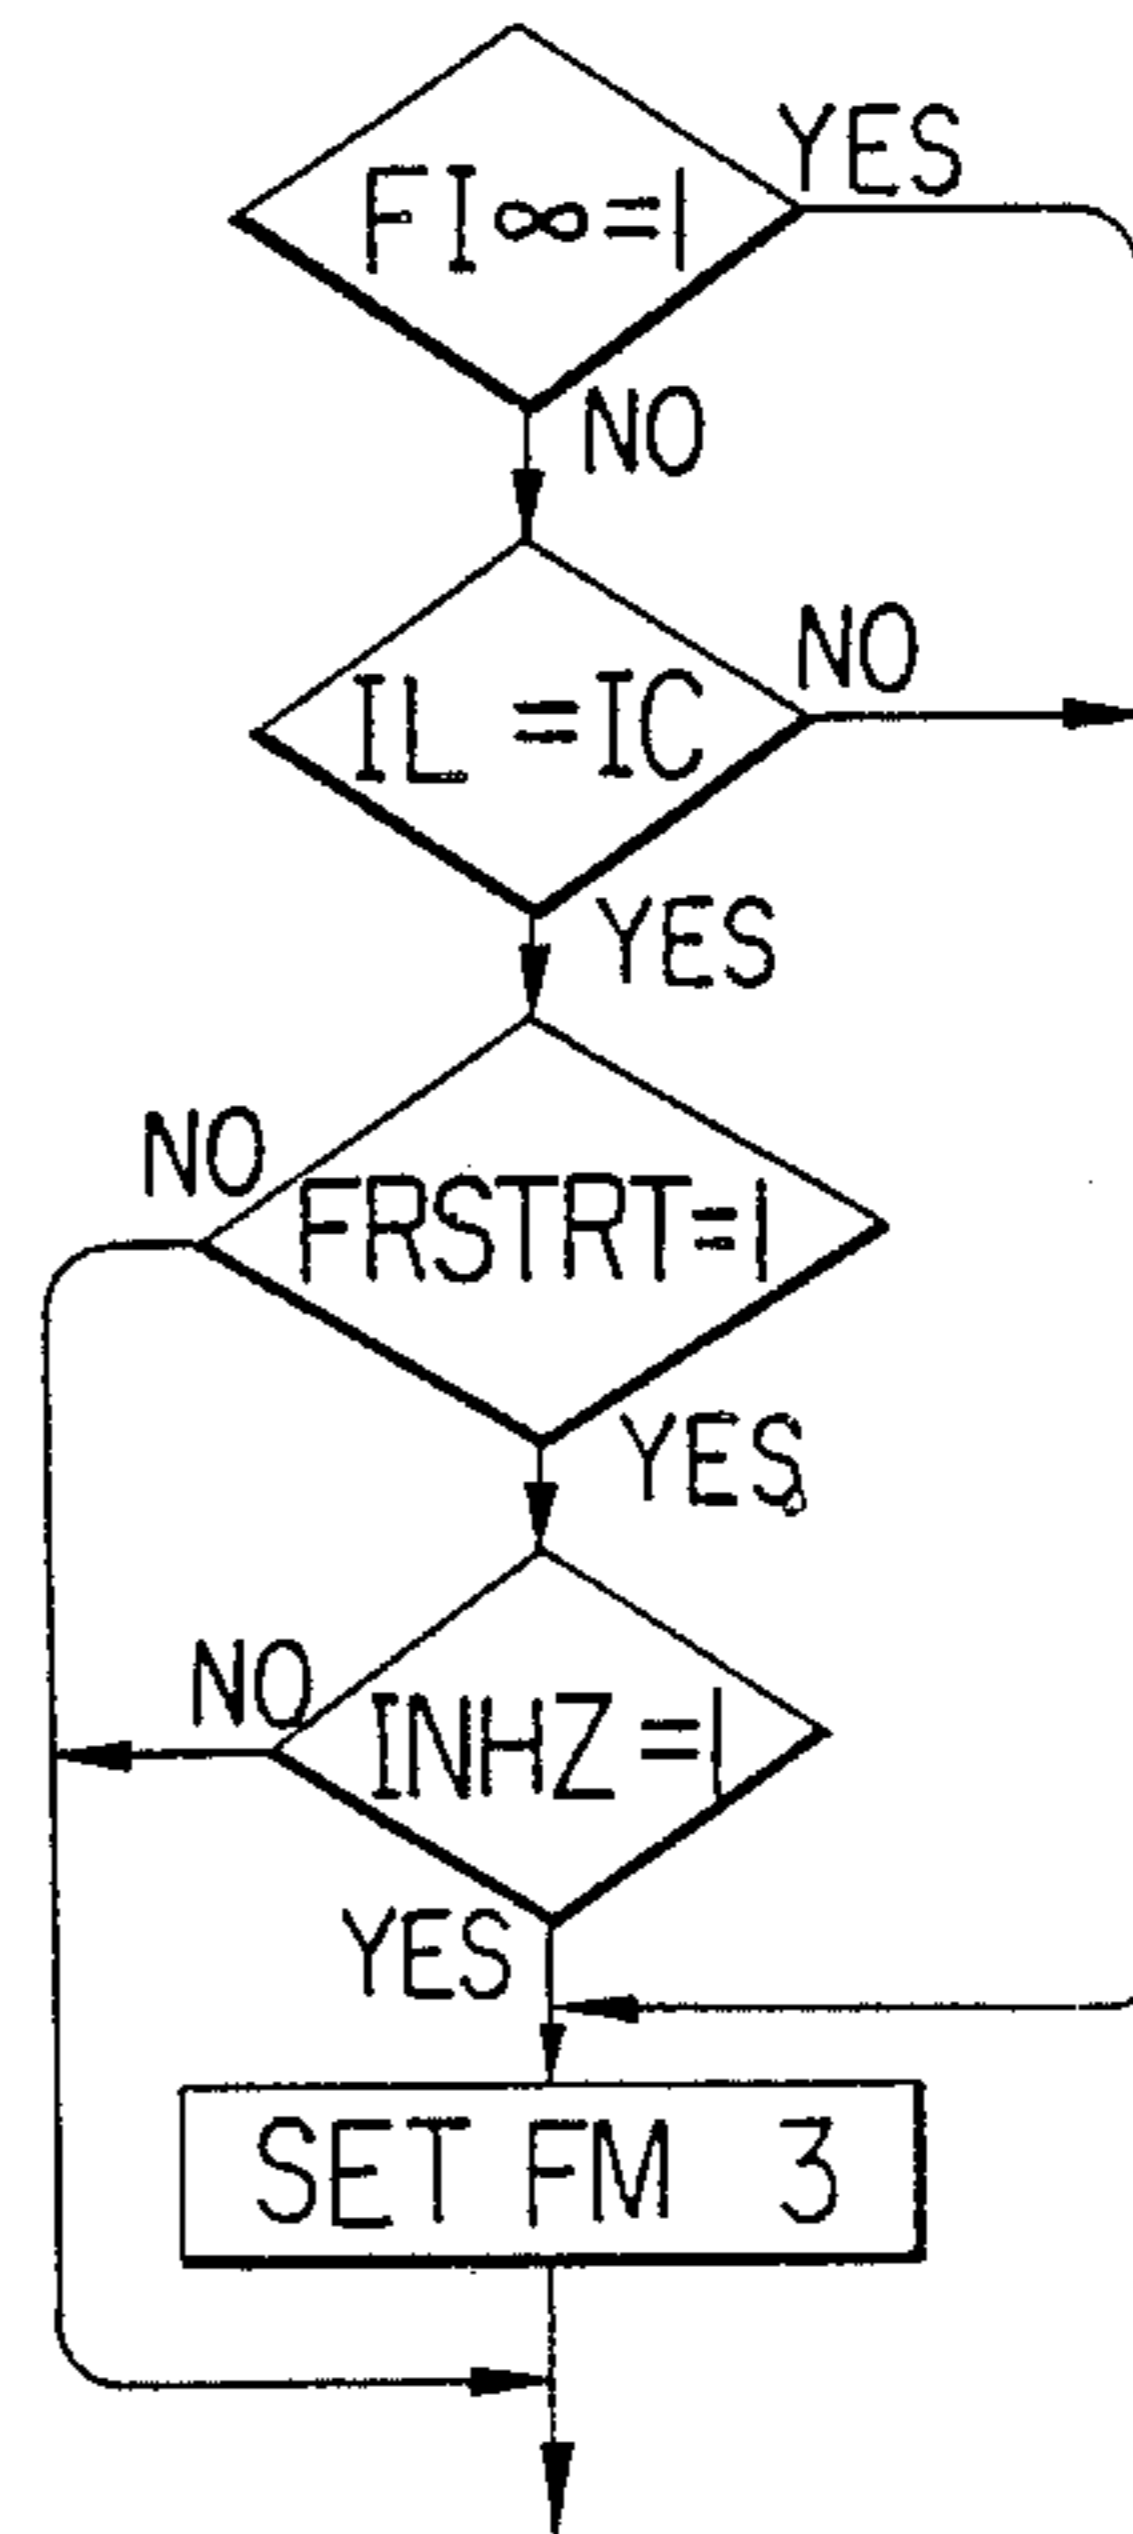 FI∞=1
YES
NO
IL =IC
NO
YES
FRSTRT=1
NO
YES
INHZ=1
NO
YES
SET FM 3